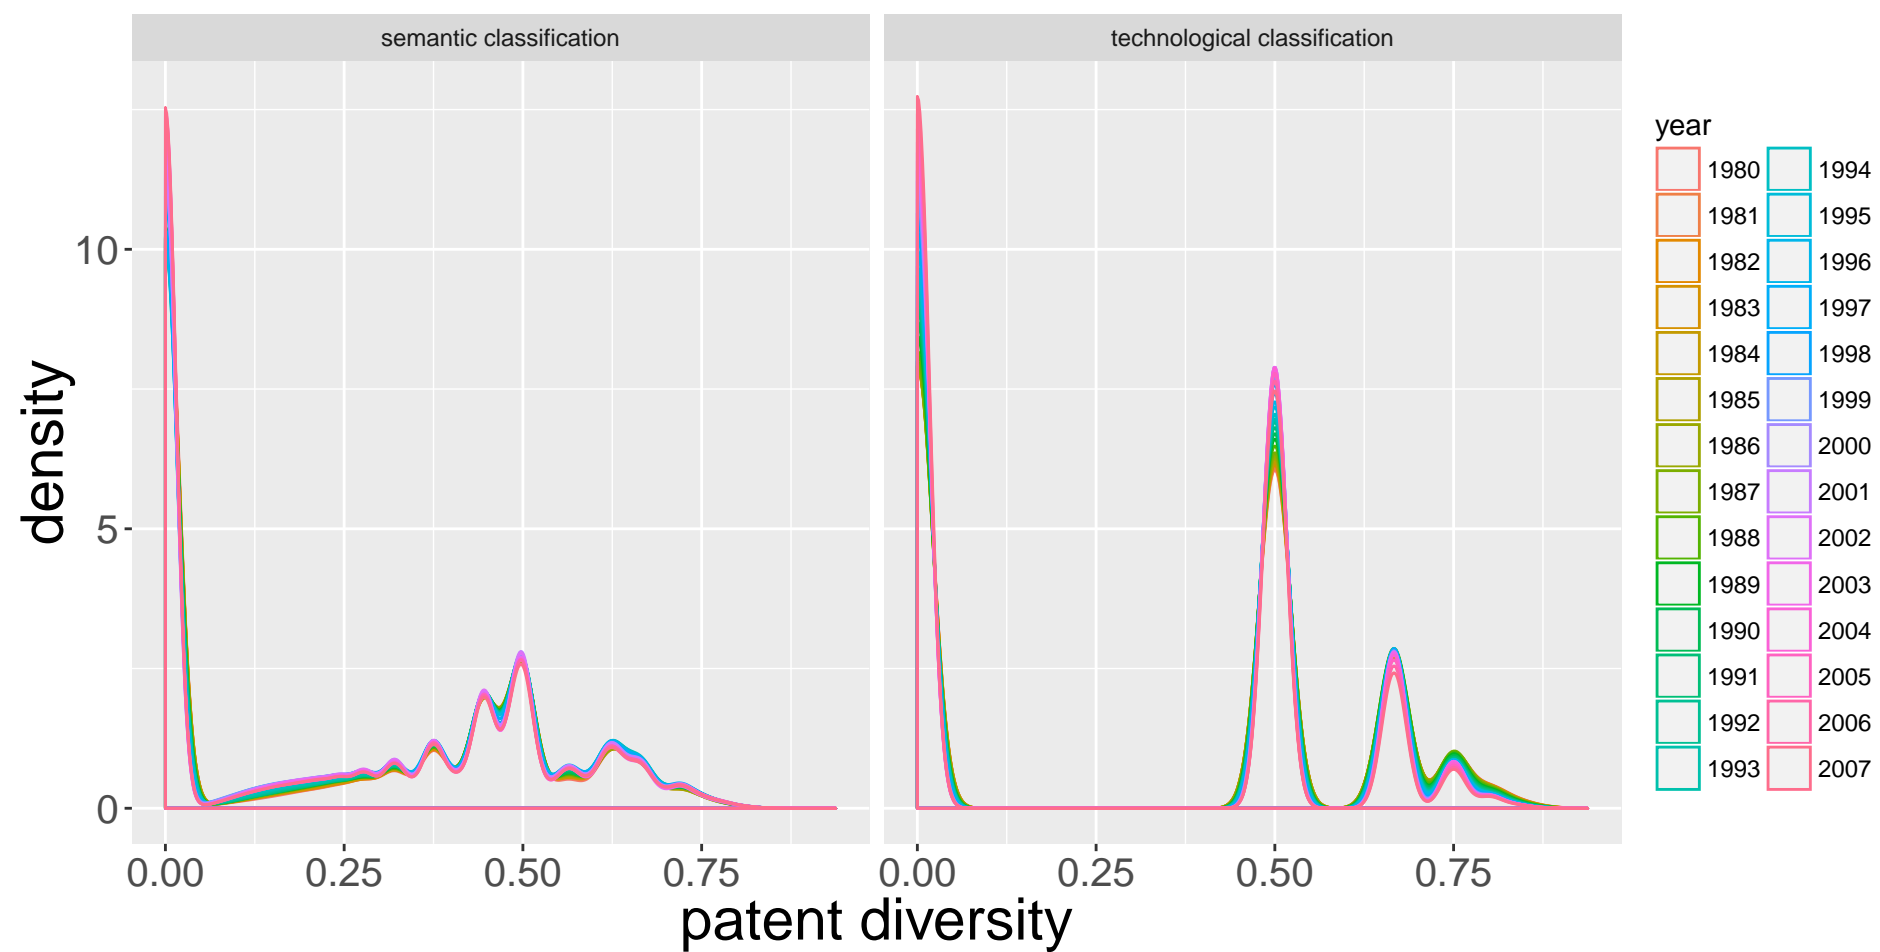 semantic classification
technological classification
density
10
5
0
0.00 0.25 0.50 0.75
0.00 0.25 0.50 0.75
patent diversity
year
1980 1994
1981 1995
1982 1996
1983 1997
1984 1998
1985 1999
1986 2000
1987 2001
1988 2002
1989 2003
1990 2004
1991 2005
1992 2006
1993 2007